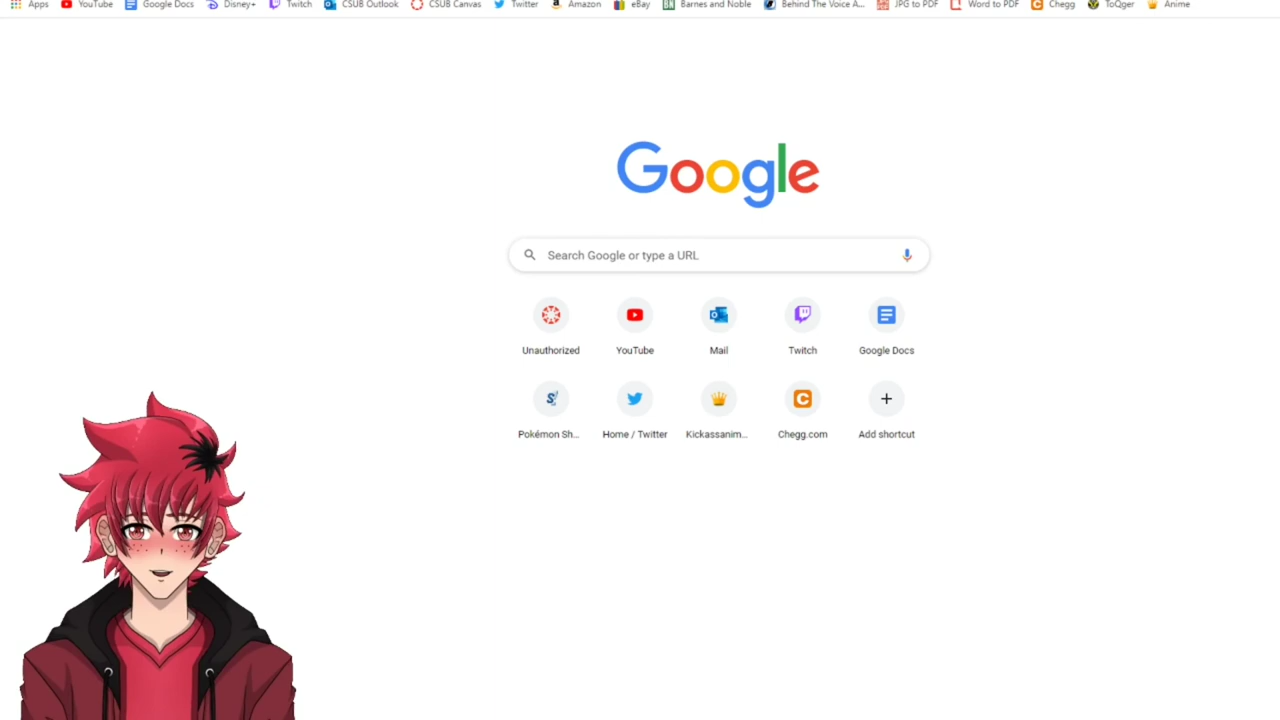 Apps YouTube Google Docs Disney+ Twitch CSUB Outlook CSUB Canvas Twitter Amazon eBay Barnes and Noble Behind The Voice A... JPG to PDF Word to PDF Chegg ToQger Anime
Google
Search Google or type a URL
Unauthorized YouTube Mail Twitch Google Docs
Pokémon Sh... Home / Twitter Kickassanim... Chegg.com Add shortcut